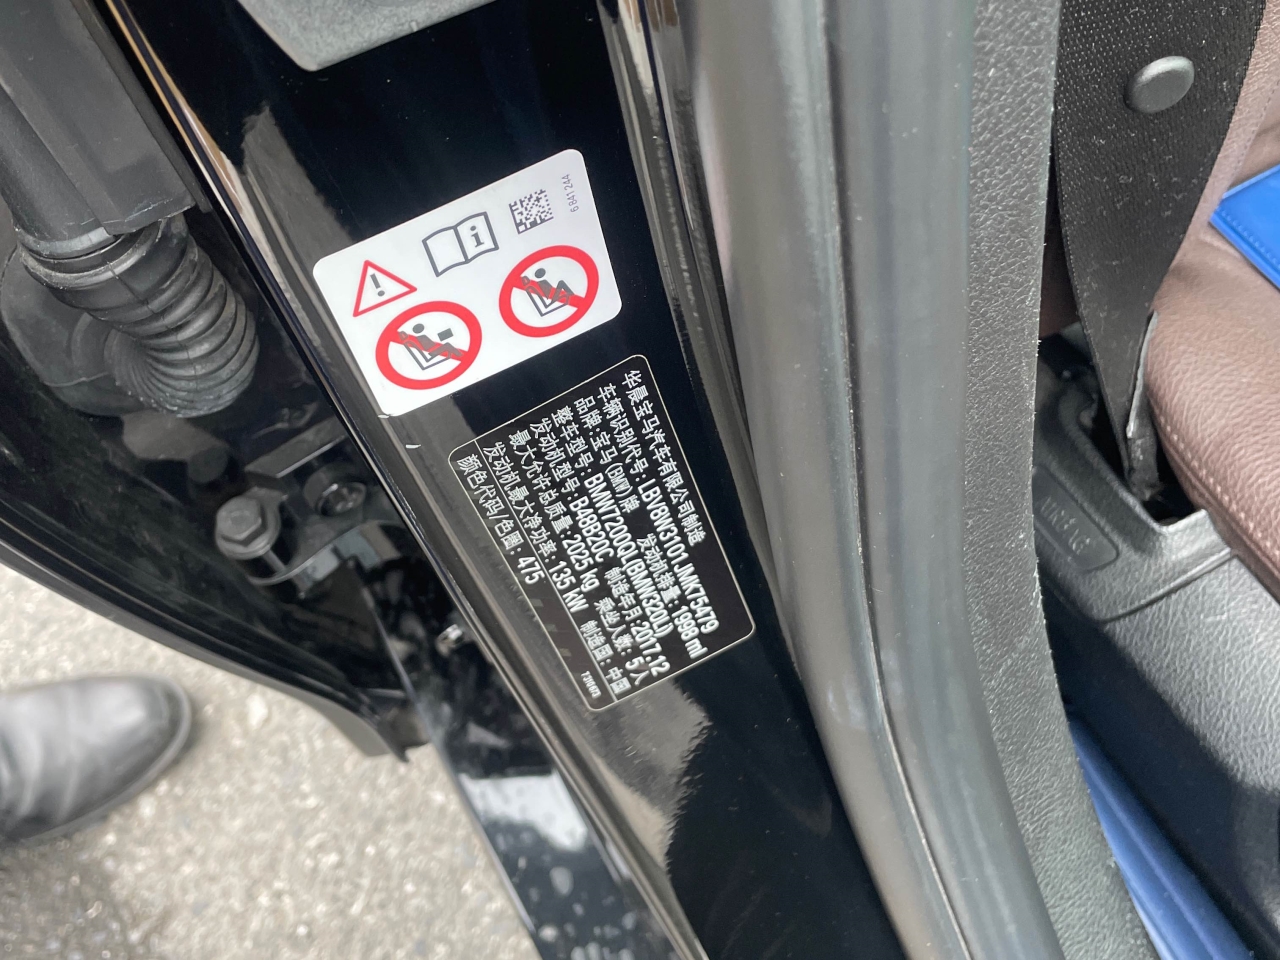 6841244
华晨宝马汽车有限公司制造
车辆识别代号:LBV8W3101JMK75479
品牌:宝马(BMW)牌 发动机排量:1998ml
整车型号:BMW7200QL(BMW320Li)
发动机型号:B48B20C 制造年月:2017.12
最大允许总质量:2025 kg 乘坐人数:5人
发动机最大净功率:135 kW 制造国:中国
颜色代码/色圈:475